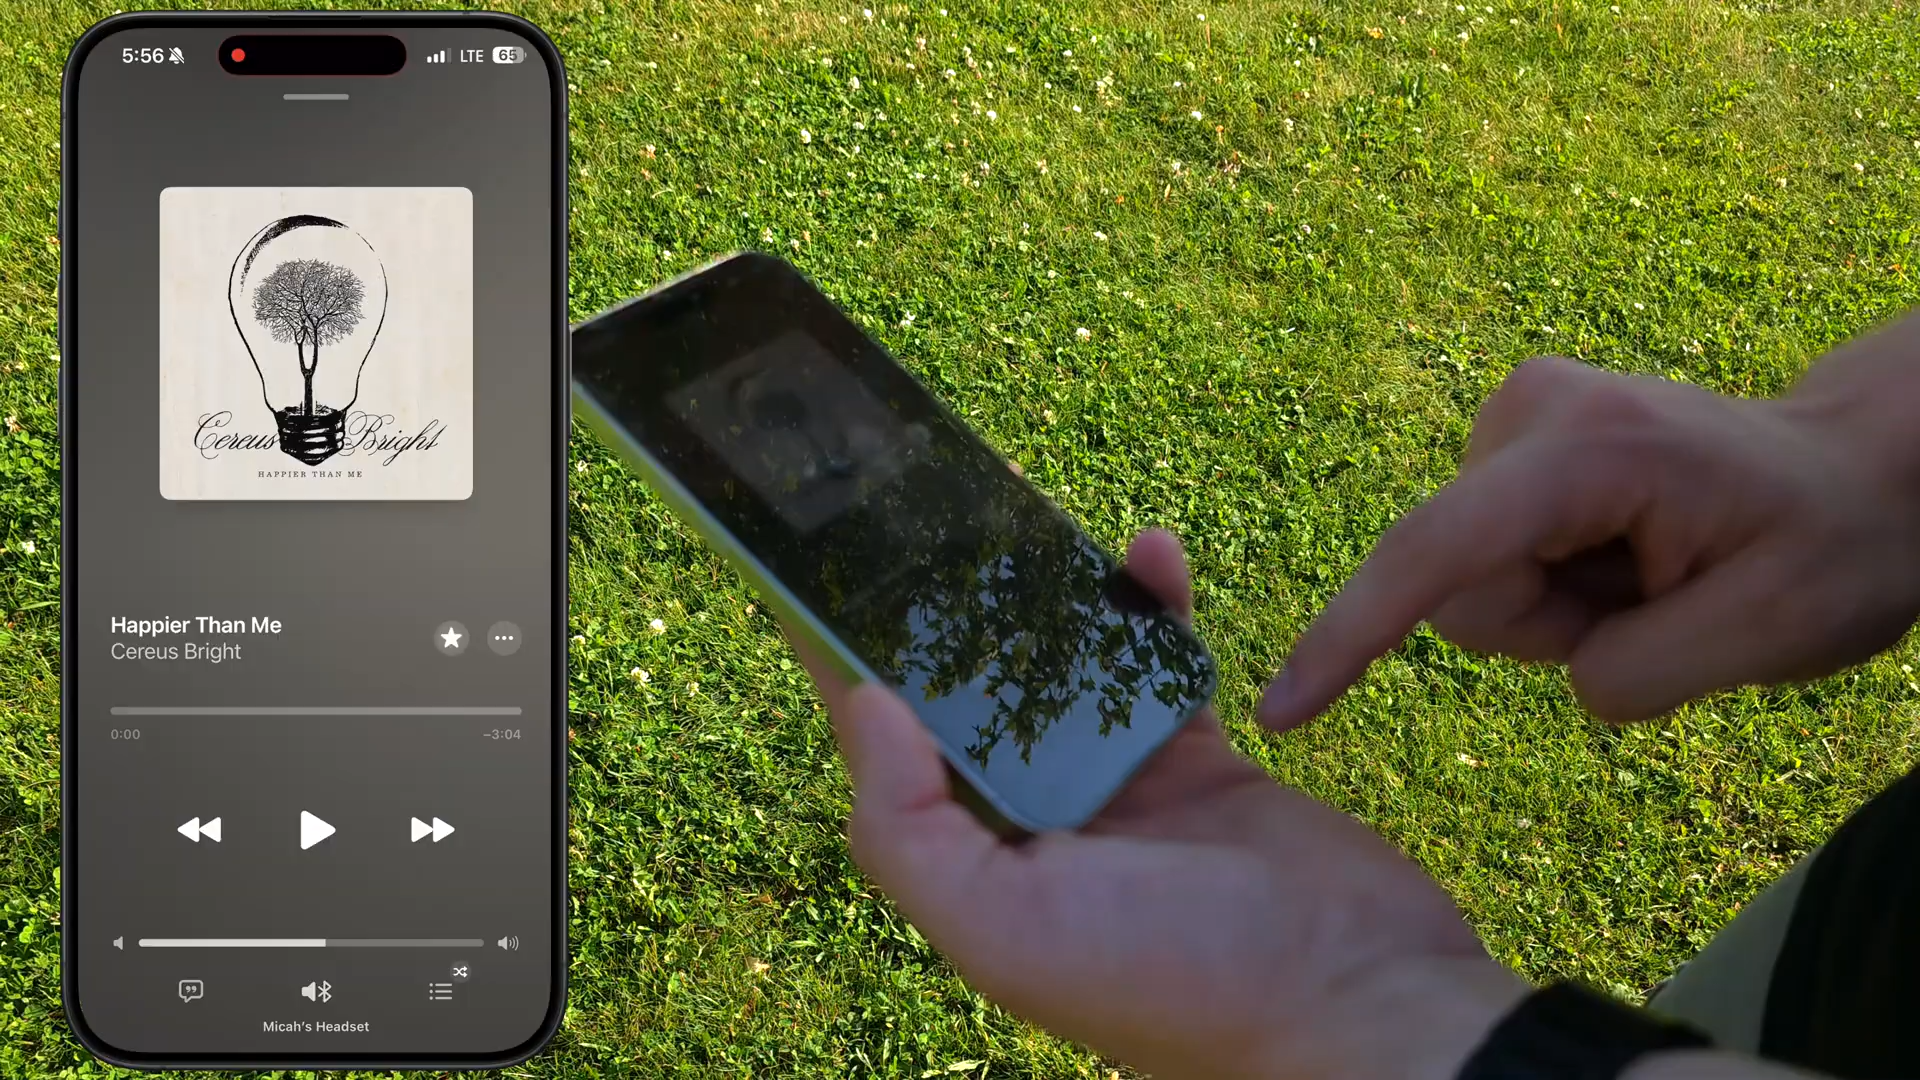 5:56
LTE 65
Cereus Bright
HAPPIER THAN ME
Happier Than Me
Cereus Bright
0:00 -3:04
Micah's Headset